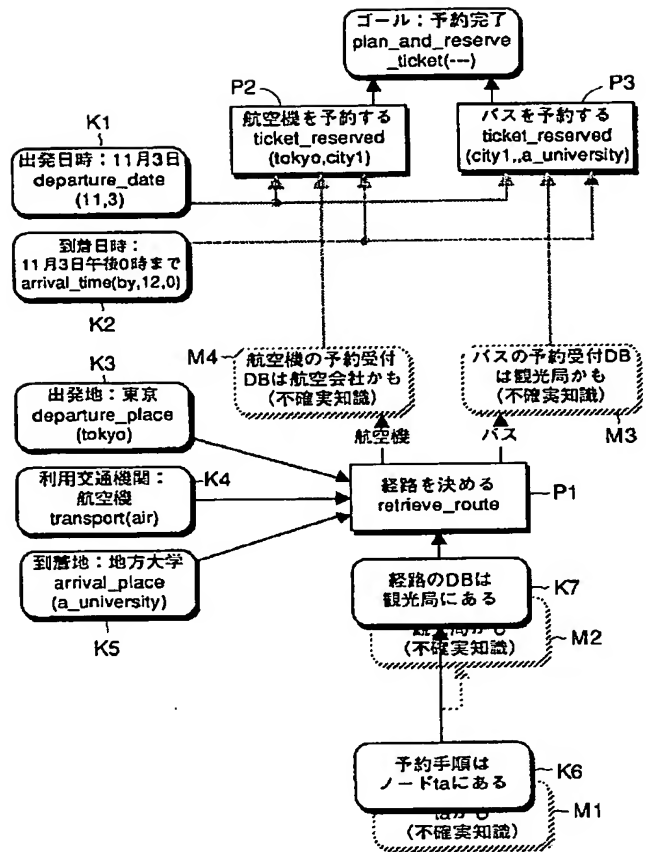 ゴール：予約完了
plan_and_reserve
_ticket(---)
P2
P3
航空機を予約する
ticket_reserved
(tokyo,city1)
バスを予約する
ticket_reserved
(city1,,a_university)
K1
出発日時：11月3日
departure_date
(11,3)
到着日時：
11月3日午後0時まで
arrival_time(by,12,0)
K2
K3
出発地：東京
departure_place
(tokyo)
M4
航空機の予約受付
DBは航空会社かも
(不確実知識)
バスの予約受付DB
は観光局かも
(不確実知識)
M3
航空機
バス
利用交通機関：
航空機
transport(air)
K4
経路を決める
retrieve_route
P1
到着地：地方大学
arrival_place
(a_university)
K5
経路のDBは
観光局にある
K7
(不確実知識)
M2
予約手順は
ノードtaにある
K6
(不確実知識)
M1